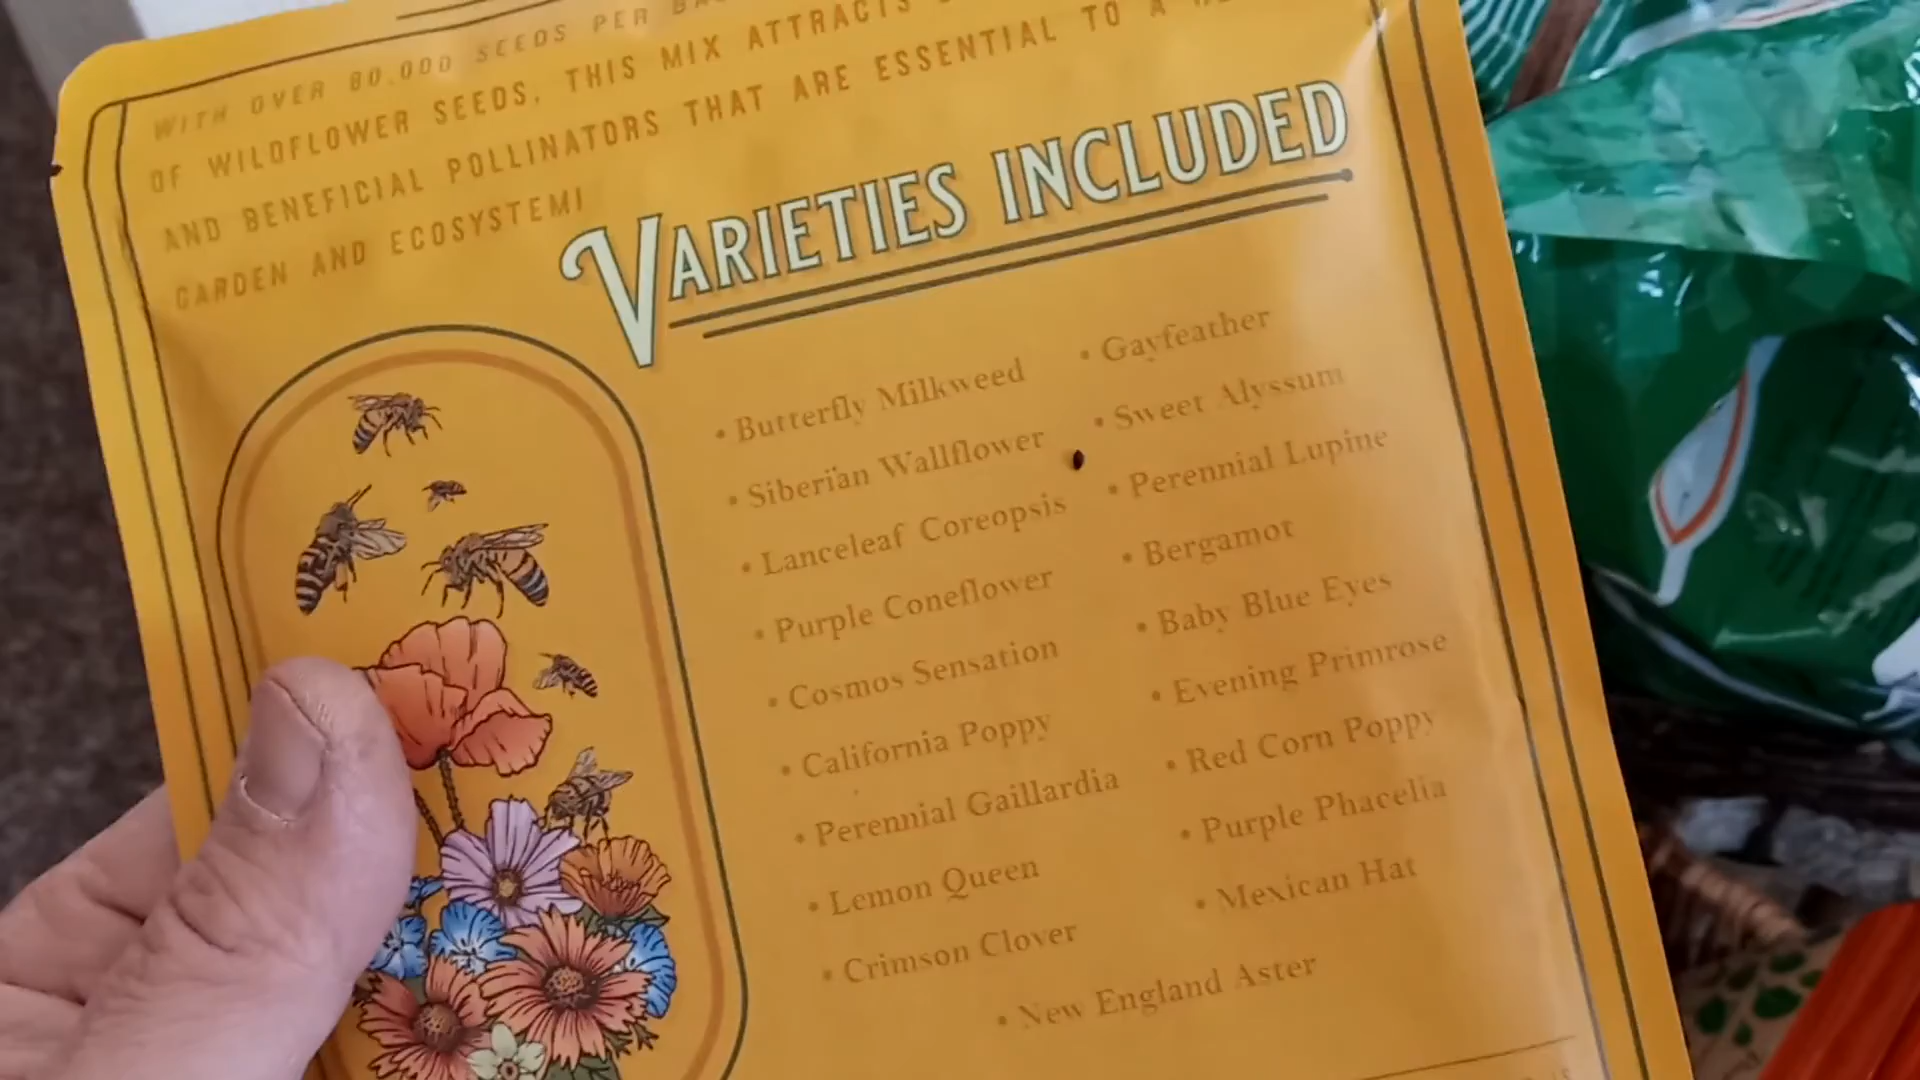 WITH OVER 80,000 SEEDS PER
OF WILDFLOWER SEEDS, THIS MIX ATTRACTS
AND BENEFICIAL POLLINATORS THAT ARE ESSENTIAL TO A
GARDEN AND ECOSYSTEM!
VARIETIES INCLUDED
• Butterfly Milkweed
• Siberian Wallflower
• Lanceleaf Coreopsis
• Purple Coneflower
• Cosmos Sensation
• California Poppy
• Perennial Gaillardia
• Lemon Queen
• Crimson Clover
• Gayfeather
• Sweet Alyssum
• Perennial Lupine
• Bergamot
• Baby Blue Eyes
• Evening Primrose
• Red Corn Poppy
• Purple Phacelia
• Mexican Hat
• New England Aster